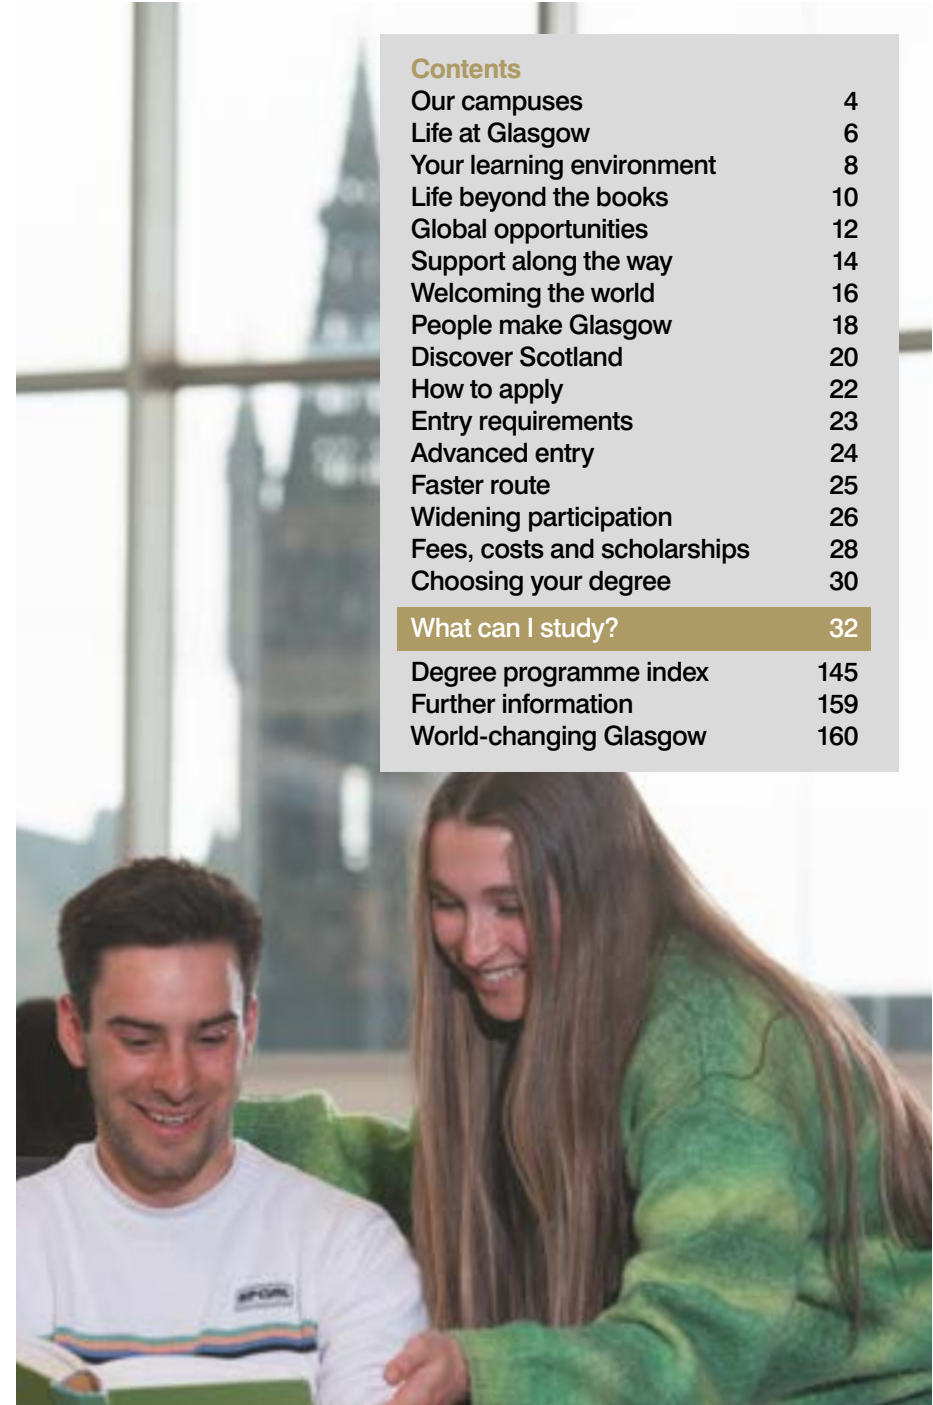 Contents
Our campuses 4
Life at Glasgow 6
Your learning environment 8
Life beyond the books 10
Global opportunities 12
Support along the way 14
Welcoming the world 16
People make Glasgow 18
Discover Scotland 20
How to apply 22
Entry requirements 23
Advanced entry 24
Faster route 25
Widening participation 26
Fees, costs and scholarships 28
Choosing your degree 30
What can I study? 32
Degree programme index 145
Further information 159
World-changing Glasgow 160